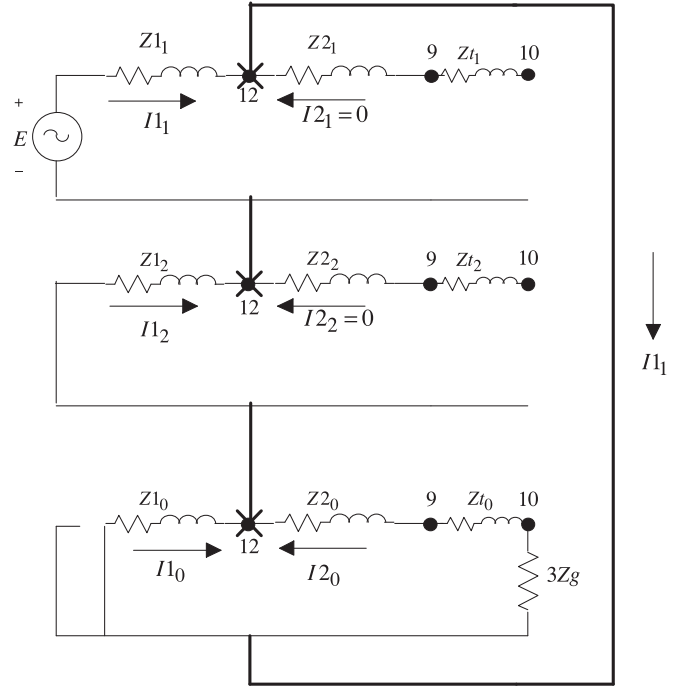 Z1₁ Z2₁ 9 Zt₁ 10
12
+
E
−
I1₁ I2₁ = 0
Z1₂ Z2₂ 9 Zt₂ 10
12
I1₂ I2₂ = 0
I1₁
Z1₀ Z2₀ 9 Zt₀ 10
12
I1₀ I2₀
3Zg